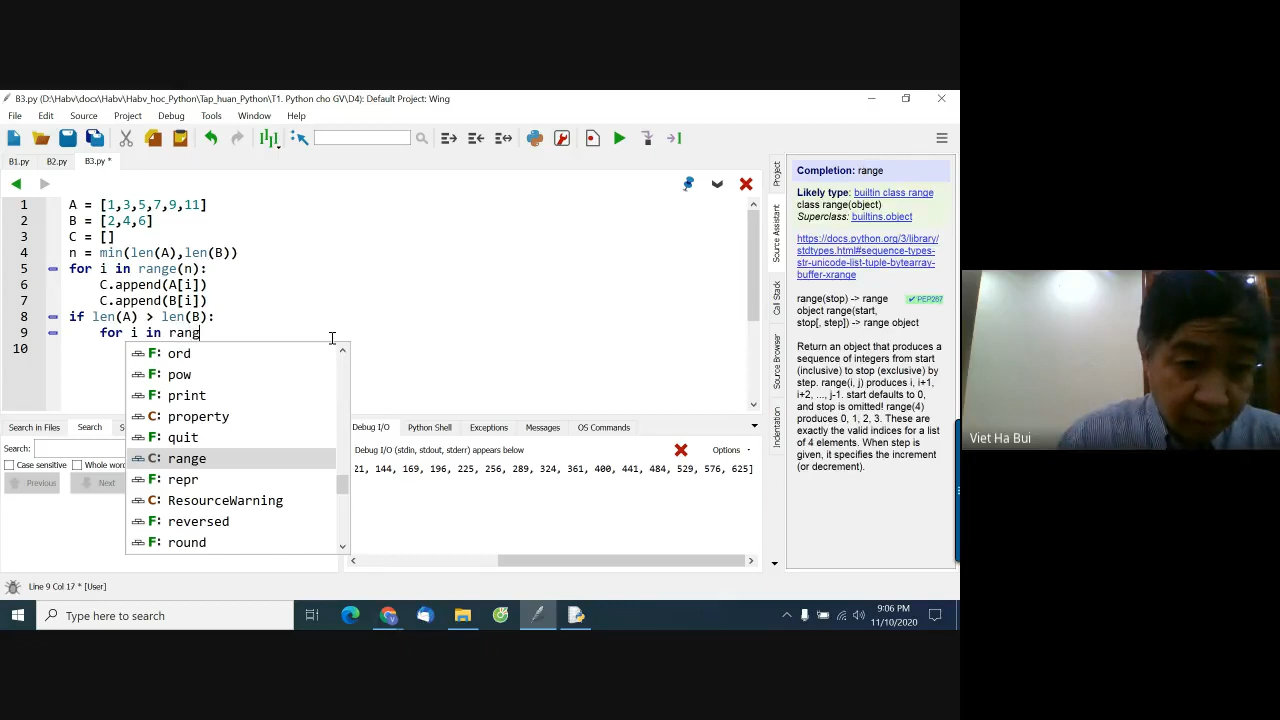 B3.py (D:\Habv\docx\Habv\Habv_hoc_Python\Tap_huan_Python\T1. Python cho GV\D4): Default Project: Wing
File Edit Source Project Debug Tools Window Help
B1.py B2.py B3.py *
1 A = [1,3,5,7,9,11]
2 B = [2,4,6]
3 C = []
4 n = min(len(A),len(B))
5 for i in range(n):
6 C.append(A[i])
7 C.append(B[i])
8 if len(A) > len(B):
9 for i in rang
10
F: ord
F: pow
F: print
C: property
F: quit
C: range
F: repr
C: ResourceWarning
F: reversed
F: round
Search in Files Search S
Search:
Case sensitive Whole word
Previous Next
Debug I/O Python Shell Exceptions Messages OS Commands
Debug I/O (stdin, stdout, stderr) appears below Options
21, 144, 169, 196, 225, 256, 289, 324, 361, 400, 441, 484, 529, 576, 625]
Project
Source Assistant
Call Stack
Source Browser
Indentation
Completion: range
Likely type: builtin class range
class range(object)
Superclass: builtins.object
https://docs.python.org/3/library/
stdtypes.html#sequence-types-
str-unicode-list-tuple-bytearray-
buffer-xrange
range(stop) -> range ✔ PEP287
object range(start,
stop[, step]) -> range object
Return an object that produces a
sequence of integers from start
(inclusive) to stop (exclusive) by
step. range(i, j) produces i, i+1,
i+2, ..., j-1. start defaults to 0,
and stop is omitted! range(4)
produces 0, 1, 2, 3. These are
exactly the valid indices for a list
of 4 elements. When step is
given, it specifies the increment
(or decrement).
Line 9 Col 17 * [User]
Type here to search
9:06 PM
11/10/2020
Viet Ha Bui